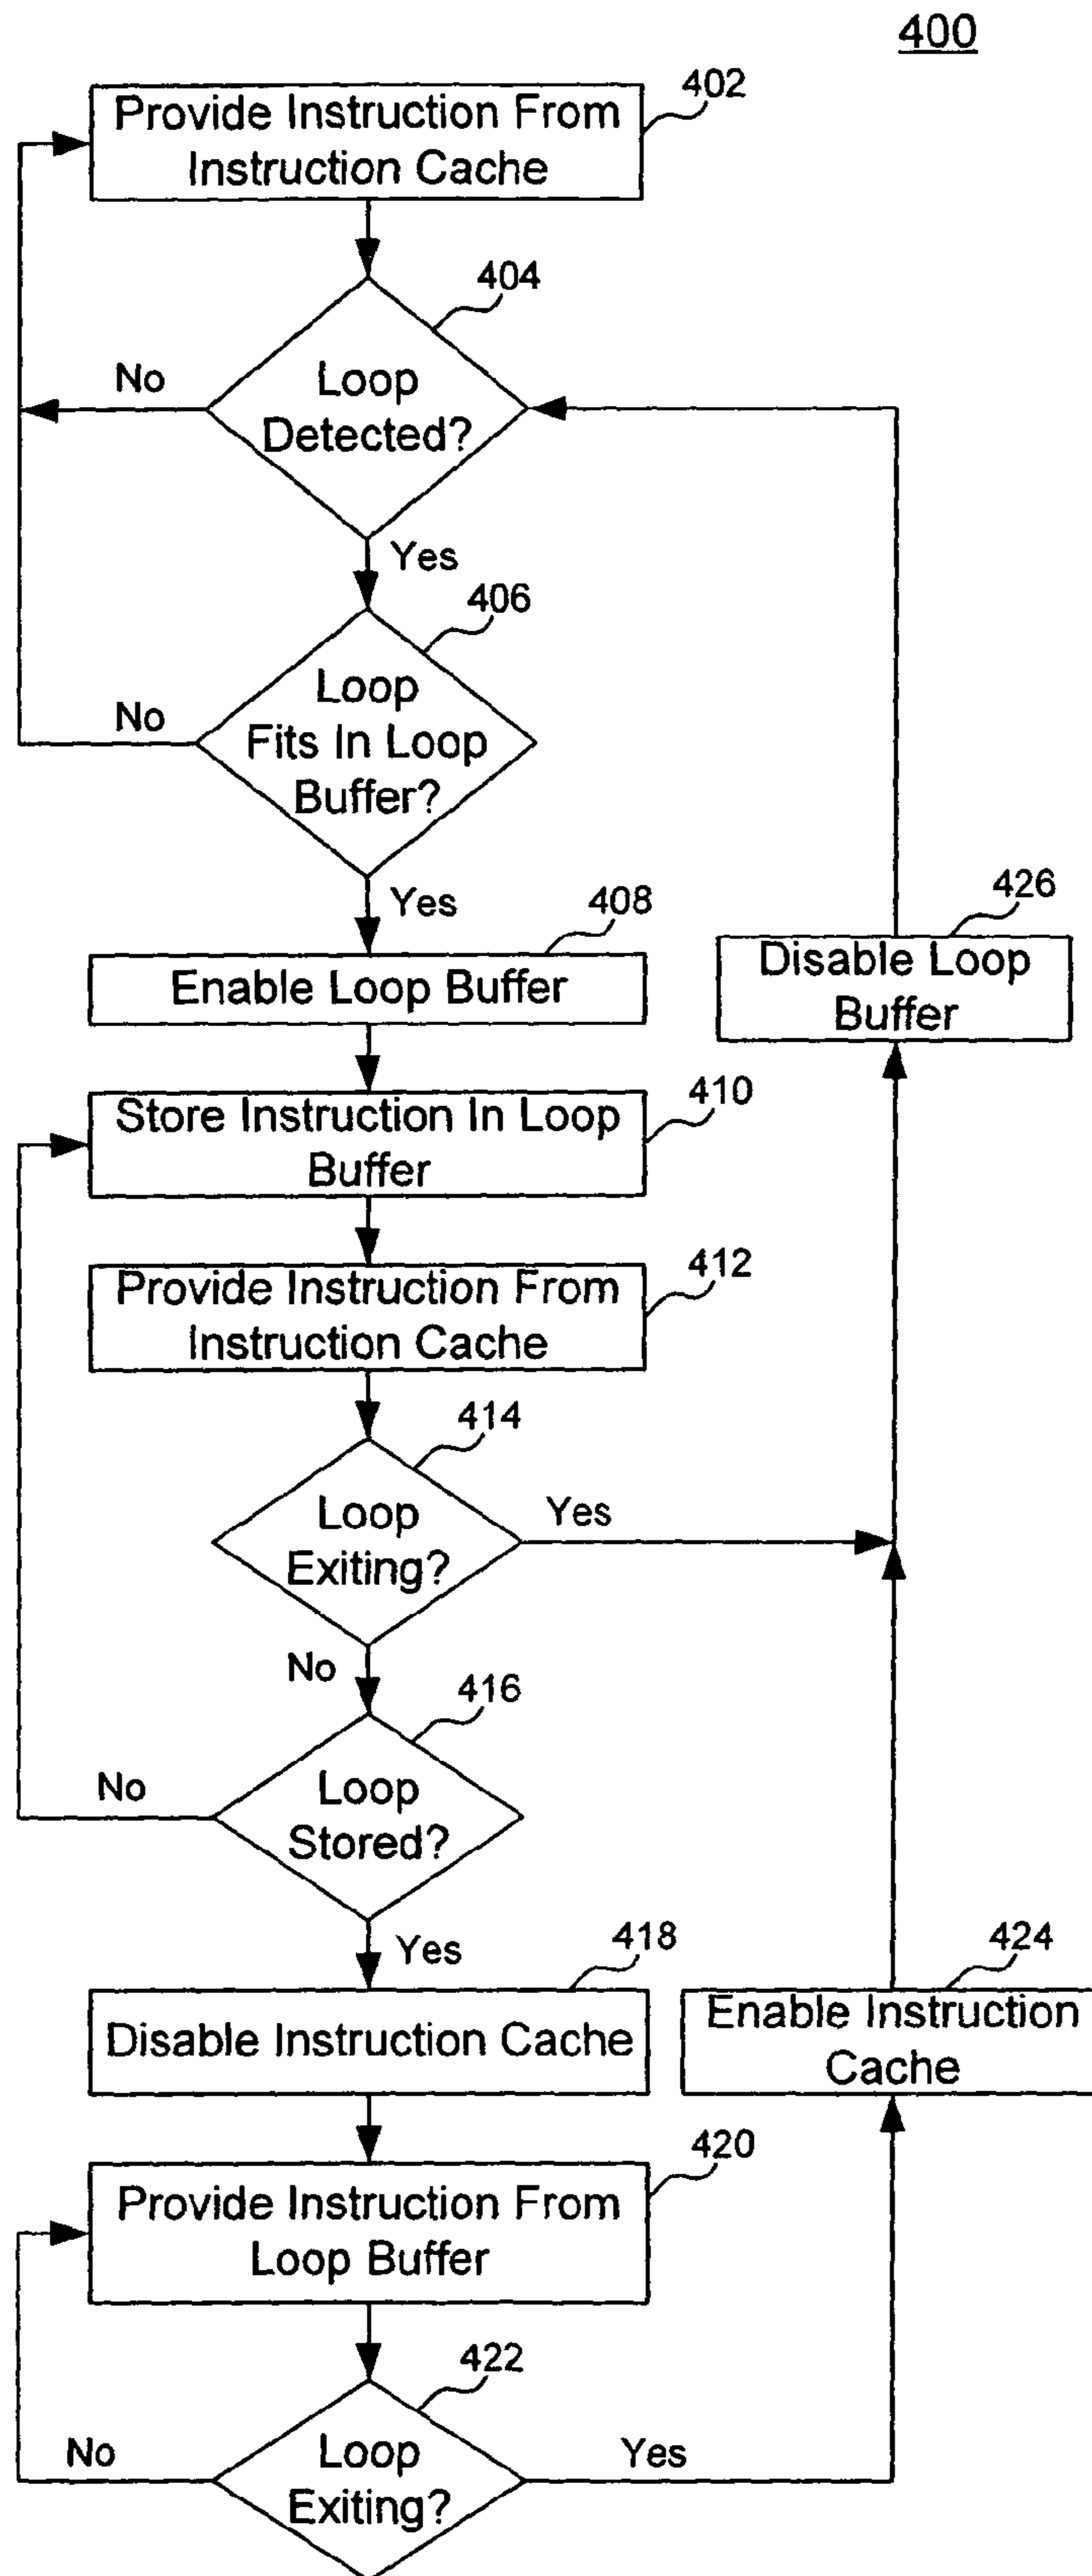 400
402
Provide Instruction From
Instruction Cache
404
Loop
Detected?
No
Yes
406
Loop
Fits In Loop
Buffer?
No
Yes
408
Enable Loop Buffer
426
Disable Loop
Buffer
410
Store Instruction In Loop
Buffer
412
Provide Instruction From
Instruction Cache
414
Loop
Exiting?
Yes
No
416
Loop
Stored?
No
Yes
418
Disable Instruction Cache
424
Enable Instruction
Cache
420
Provide Instruction From
Loop Buffer
422
Loop
Exiting?
No
Yes